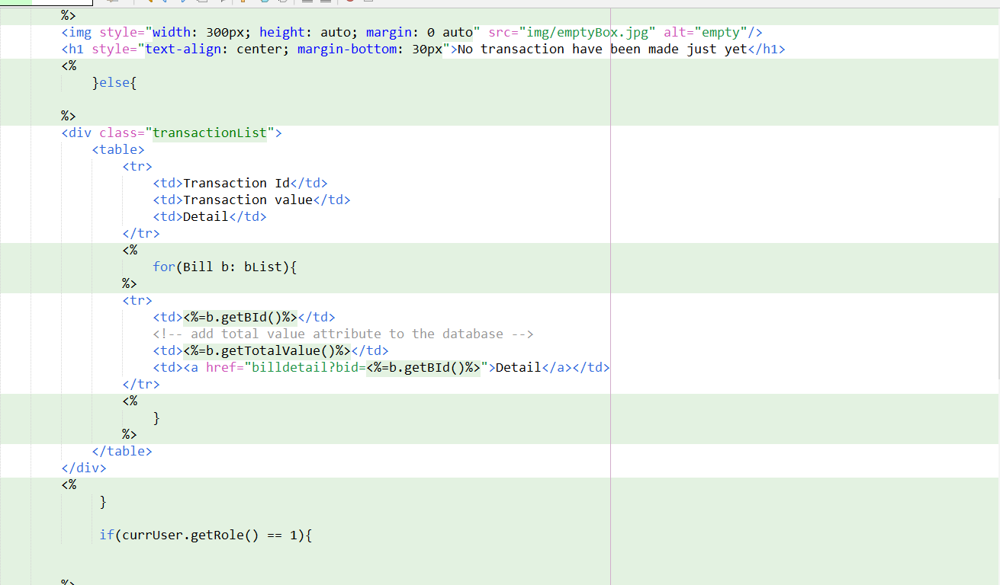 %>
<img style="width: 300px; height: auto; margin: 0 auto" src="img/emptyBox.jpg" alt="empty"/>
<h1 style="text-align: center; margin-bottom: 30px">No transaction have been made just yet</h1>
<%
}else{
%>
<div class="transactionList">
<table>
<tr>
<td>Transaction Id</td>
<td>Transaction value</td>
<td>Detail</td>
</tr>
<%
for(Bill b: bList){
%>
<tr>
<td><%=b.getBId()%></td>
<!-- add total value attribute to the database -->
<td><%=b.getTotalValue()%></td>
<td><a href="billdetail?bid=<%=b.getBId()%>">Detail</a></td>
</tr>
<%
}
%>
</table>
</div>
<%
}
if(currUser.getRole() == 1){
%>